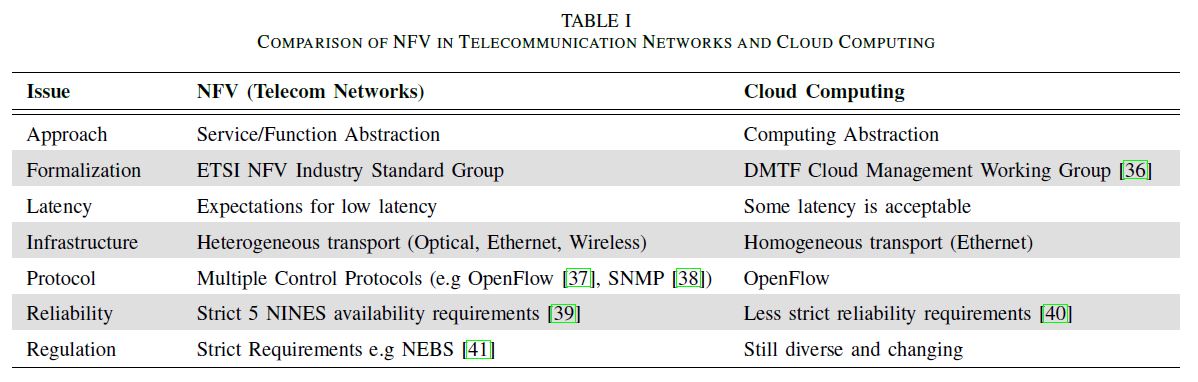 TABLE I
COMPARISON OF NFV IN TELECOMMUNICATION NETWORKS AND CLOUD COMPUTING
Issue NFV (Telecom Networks) Cloud Computing
Approach Service/Function Abstraction Computing Abstraction
Formalization ETSI NFV Industry Standard Group DMTF Cloud Management Working Group [36]
Latency Expectations for low latency Some latency is acceptable
Infrastructure Heterogeneous transport (Optical, Ethernet, Wireless) Homogeneous transport (Ethernet)
Protocol Multiple Control Protocols (e.g OpenFlow [37], SNMP [38]) OpenFlow
Reliability Strict 5 NINES availability requirements [39] Less strict reliability requirements [40]
Regulation Strict Requirements e.g NEBS [41] Still diverse and changing